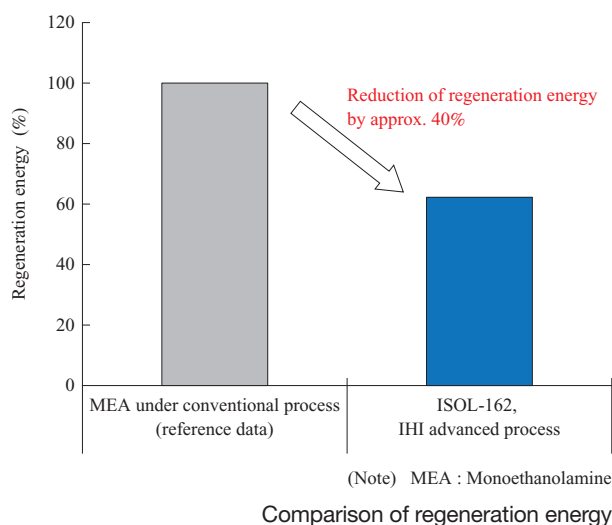 120
100
80
60
40
20
0
Regeneration energy (%)
Reduction of regeneration energy
by approx. 40%
MEA under conventional process
(reference data)
ISOL-162,
IHI advanced process
(Note) MEA : Monoethanolamine
Comparison of regeneration energy